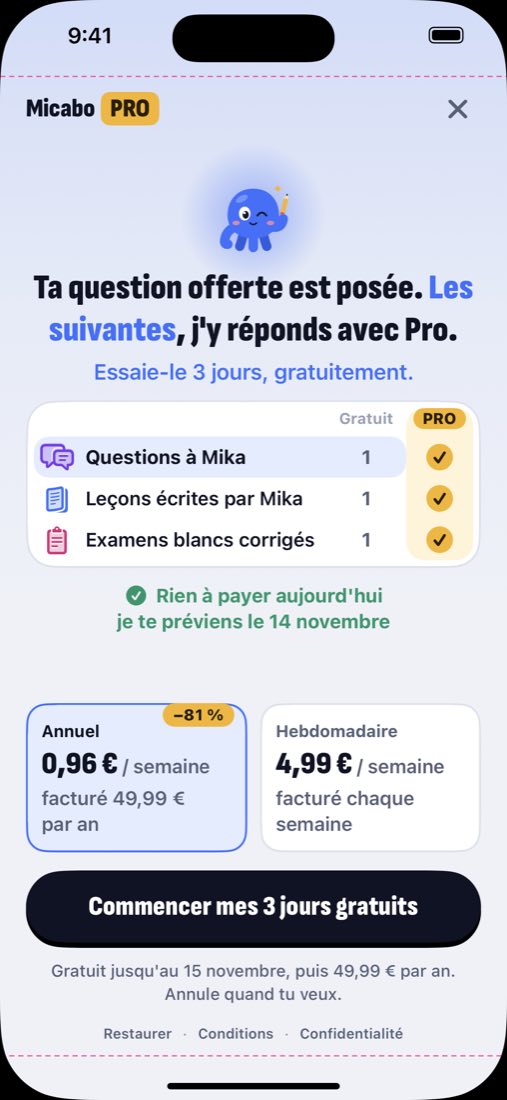 9:41
Micabo PRO
Ta question offerte est posée. Les
suivantes, j'y réponds avec Pro.
Essaie-le 3 jours, gratuitement.
Gratuit PRO
Questions à Mika 1
Leçons écrites par Mika 1
Examens blancs corrigés 1
Rien à payer aujourd'hui
je te préviens le 14 novembre
−81 %
Annuel
0,96 € / semaine
facturé 49,99 €
par an
Hebdomadaire
4,99 € / semaine
facturé chaque
semaine
Commencer mes 3 jours gratuits
Gratuit jusqu'au 15 novembre, puis 49,99 € par an.
Annule quand tu veux.
Restaurer · Conditions · Confidentialité